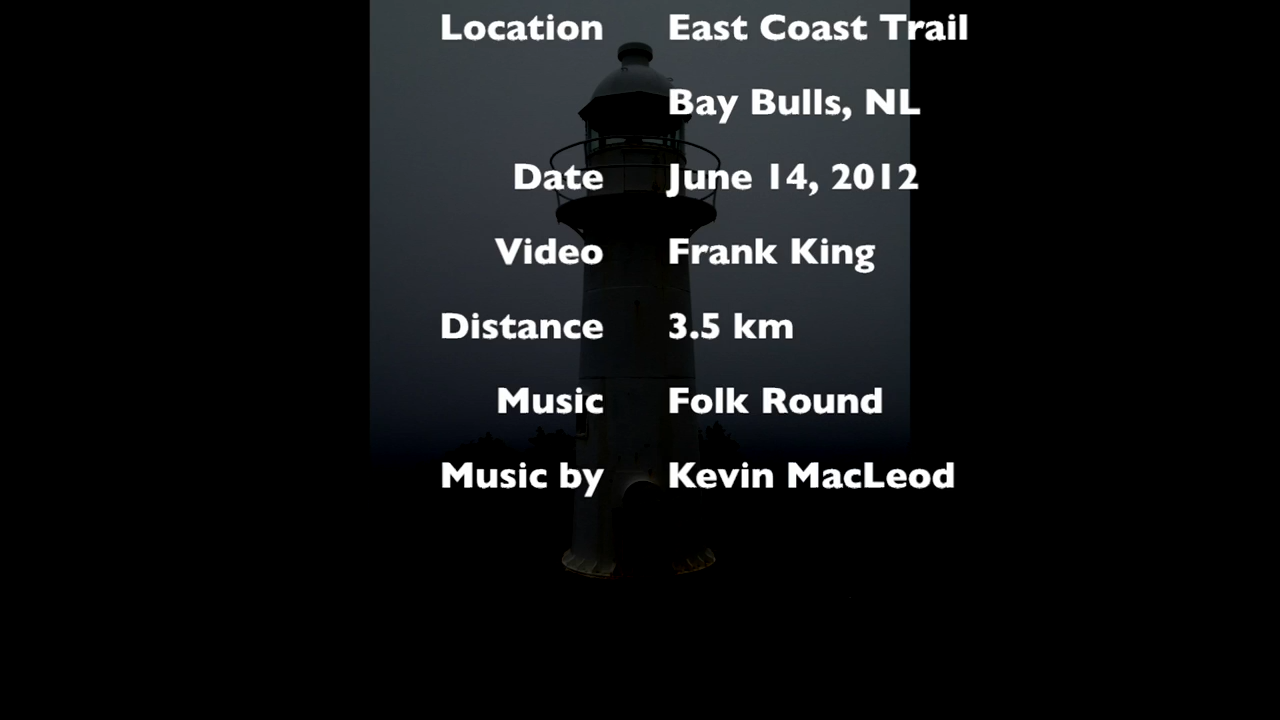 Location East Coast Trail
Bay Bulls, NL
Date June 14, 2012
Video Frank King
Distance 3.5 km
Music Folk Round
Music by Kevin MacLeod